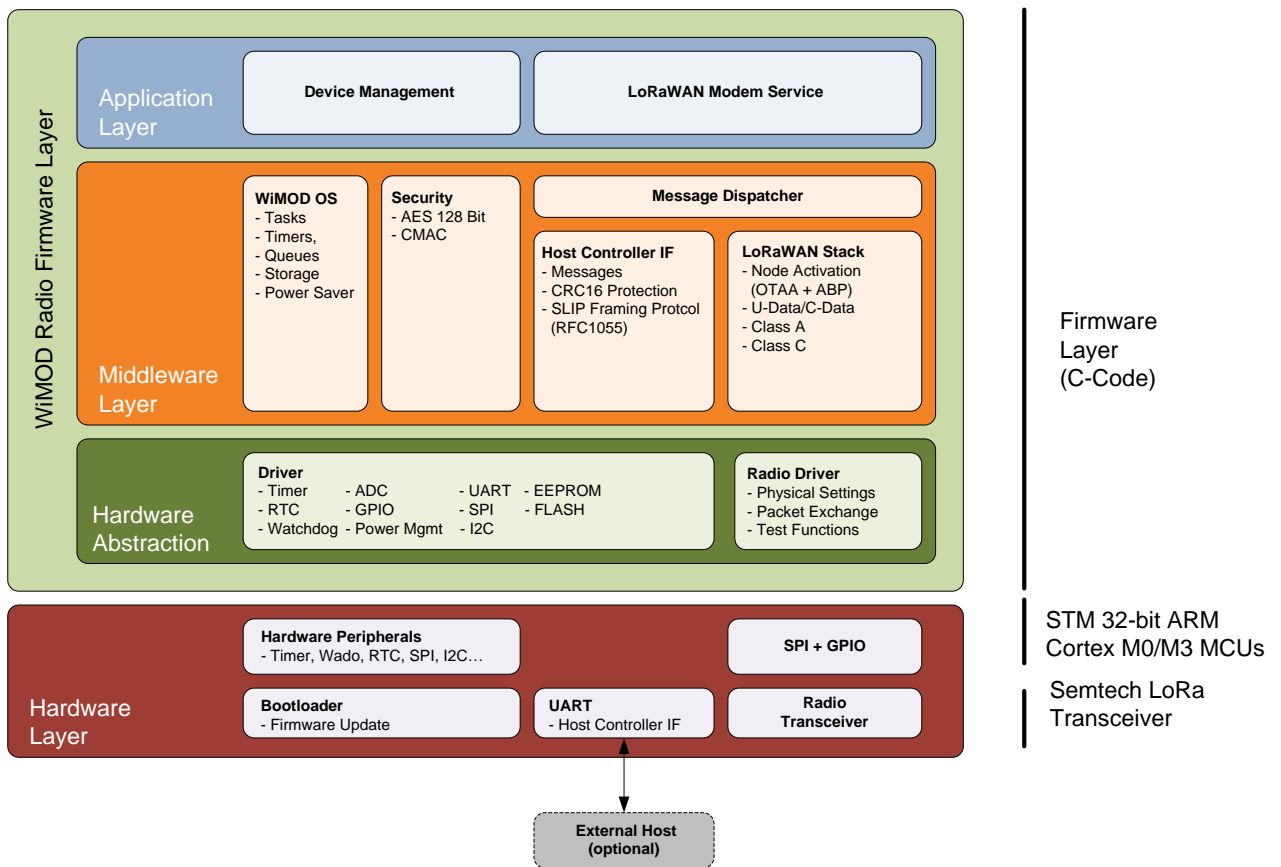 WiMOD Radio Firmware Layer
Application
Layer
Device Management
LoRaWAN Modem Service
Middleware
Layer
WiMOD OS
- Tasks
- Timers,
- Queues
- Storage
- Power Saver
Security
- AES 128 Bit
- CMAC
Message Dispatcher
Host Controller IF
- Messages
- CRC16 Protection
- SLIP Framing Protcol
(RFC1055)
LoRaWAN Stack
- Node Activation
(OTAA + ABP)
- U-Data/C-Data
- Class A
- Class C
Hardware
Abstraction
Driver
- Timer - ADC - UART - EEPROM
- RTC - GPIO - SPI - FLASH
- Watchdog - Power Mgmt - I2C
Radio Driver
- Physical Settings
- Packet Exchange
- Test Functions
Firmware
Layer
(C-Code)
Hardware
Layer
Hardware Peripherals
- Timer, Wado, RTC, SPI, I2C…
SPI + GPIO
Bootloader
- Firmware Update
UART
- Host Controller IF
Radio
Transceiver
STM 32-bit ARM
Cortex M0/M3 MCUs
Semtech LoRa
Transceiver
External Host
(optional)